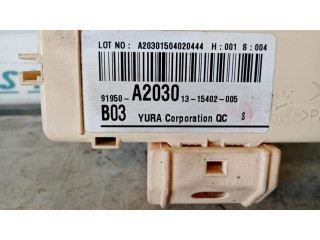 LOT NO : A20301504020444 H : 001 S : 004
91950- A2030 13-15402-005
B03 YURA Corporation QC S